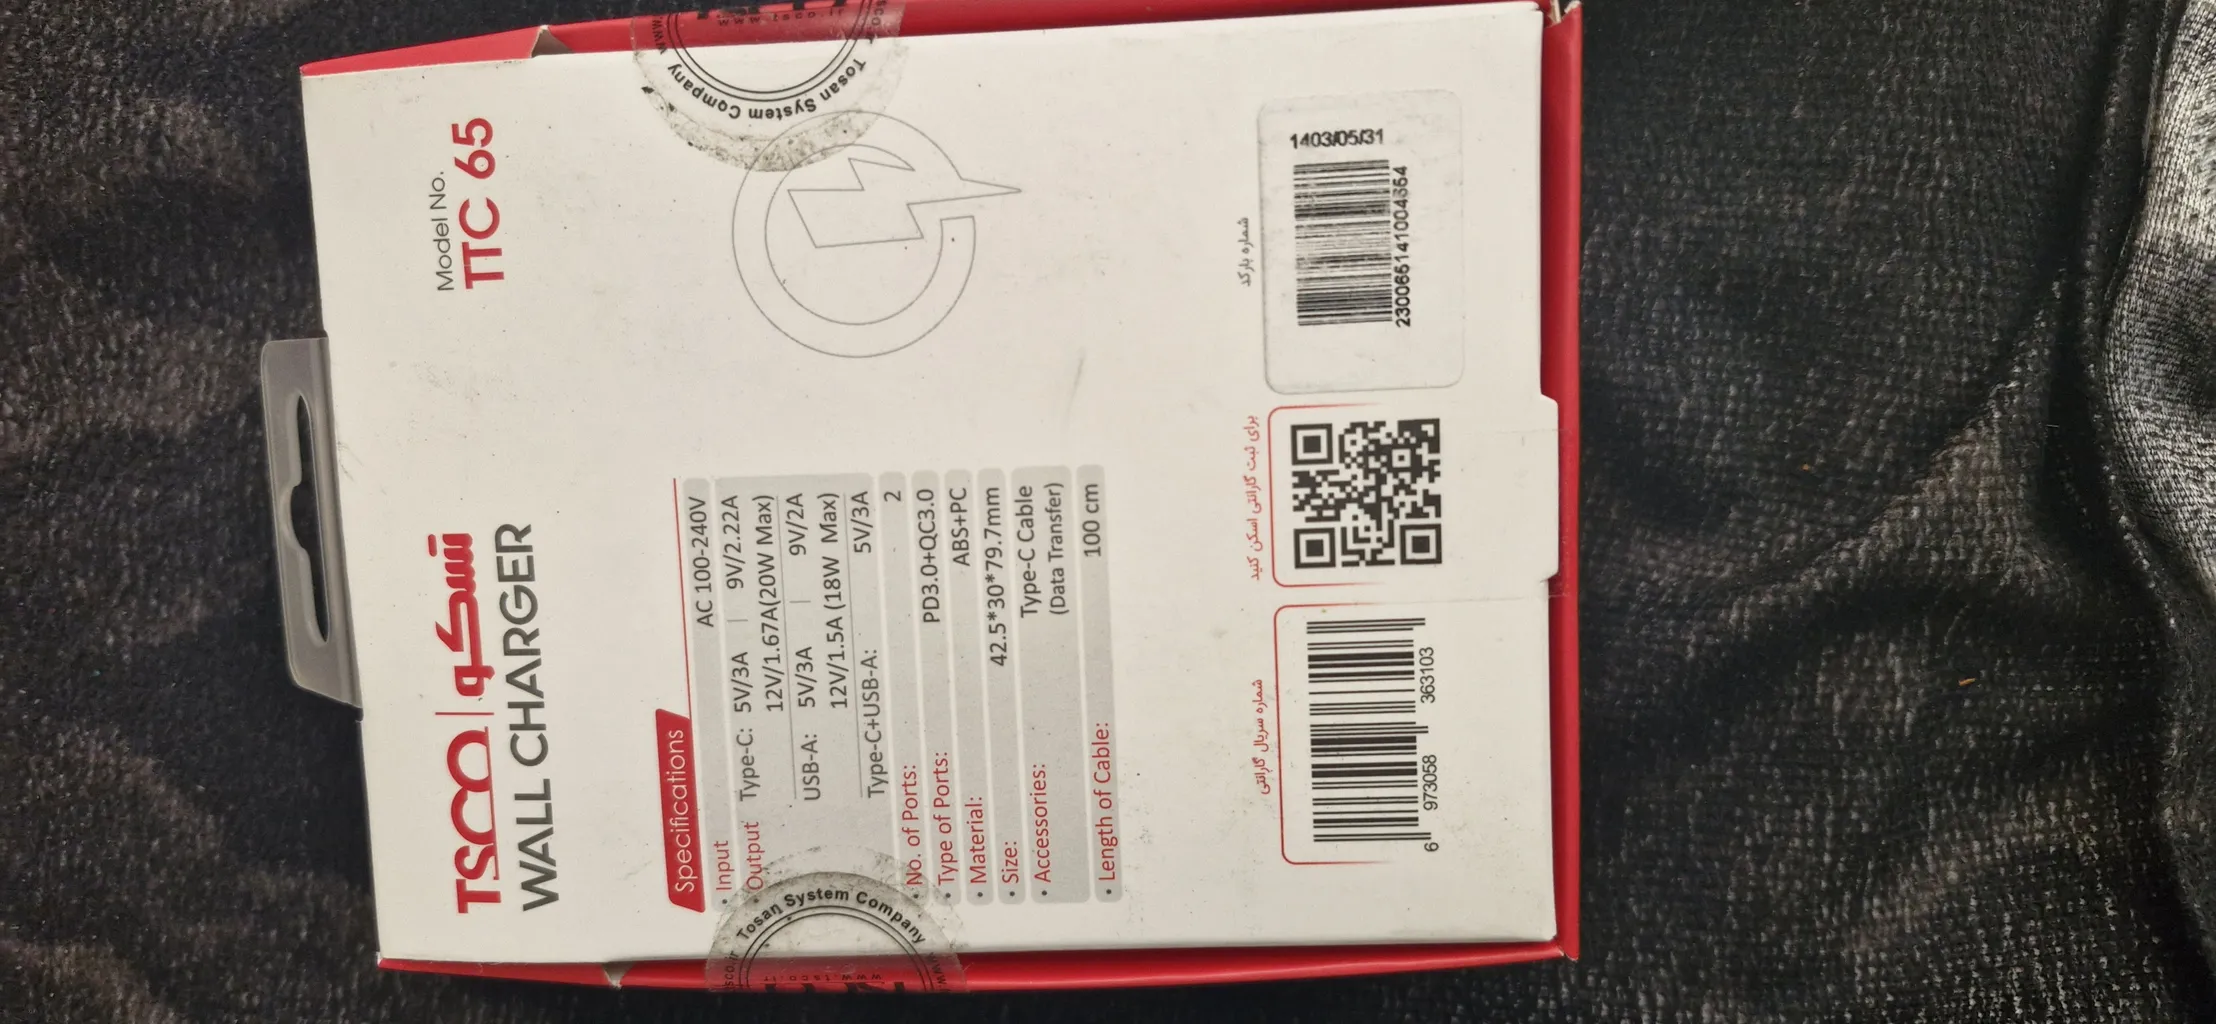 TSCO | تسکو
WALL CHARGER
Model No.
TTC 65
Tosan System Company
Specifications
• Input AC 100-240V
• Output Type-C: 5V/3A | 9V/2.22A
12V/1.67A(20W Max)
USB-A: 5V/3A | 9V/2A
12V/1.5A (18W Max)
Type-C+USB-A: 5V/3A
• No. of Ports: 2
• Type of Ports: PD3.0+QC3.0
• Material: ABS+PC
• Size: 42.5*30*79.7mm
• Accessories: Type-C Cable
(Data Transfer)
• Length of Cable: 100 cm
Tosan System Company
شماره سریال گارانتی
6 973058 363103
برای ثبت گارانتی اسکن کنید
شماره بارکد
1403/05/31
230066141004364